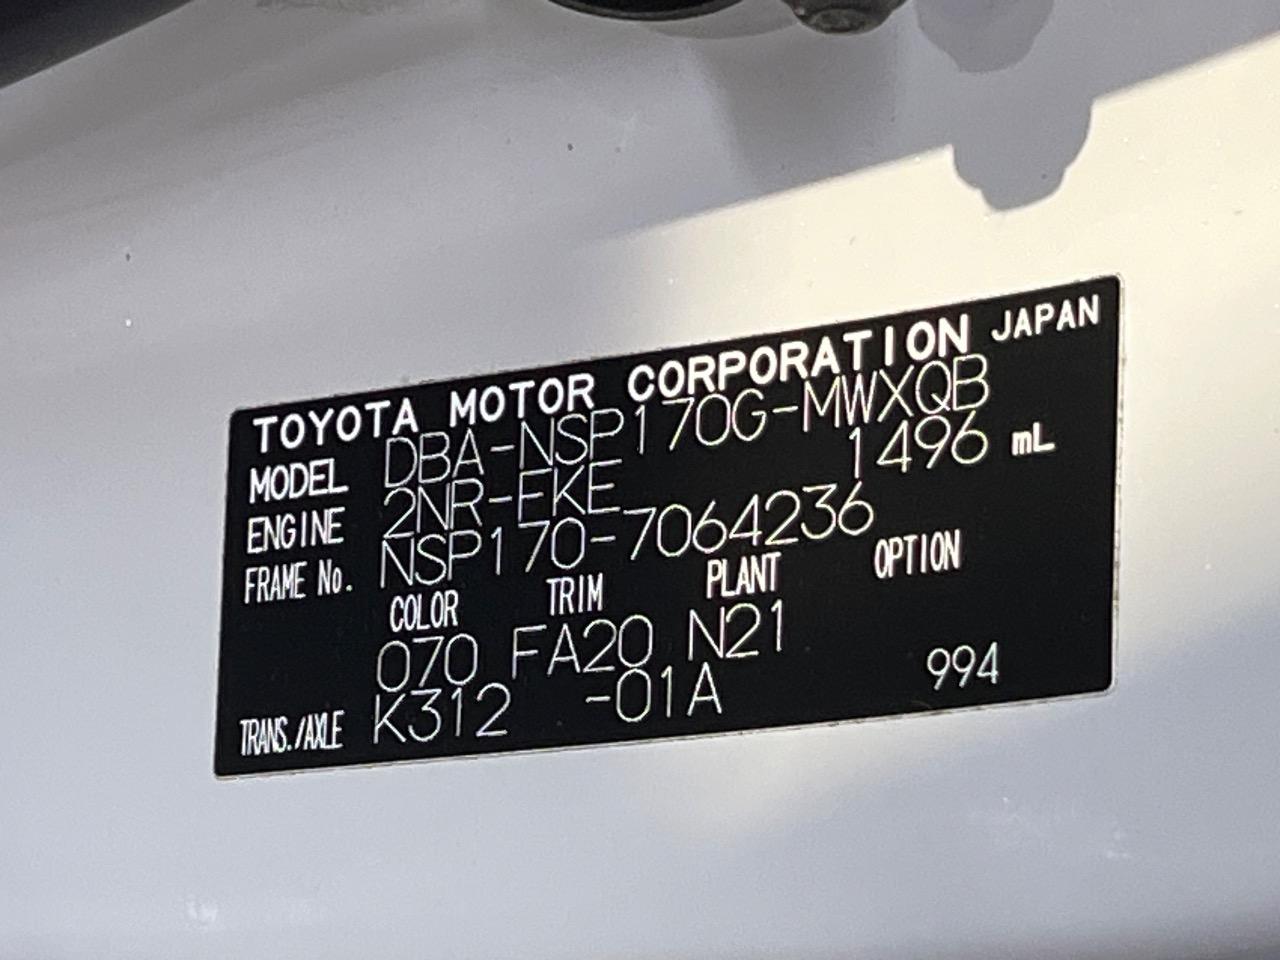 TOYOTA MOTOR CORPORATION JAPAN
MODEL DBA-NSP170G-MWXQB
ENGINE 2NR-FKE 1496 mL
FRAME No. NSP170-7064236
COLOR TRIM PLANT OPTION
070 FA20 N21
TRANS./AXLE K312 -01A 994